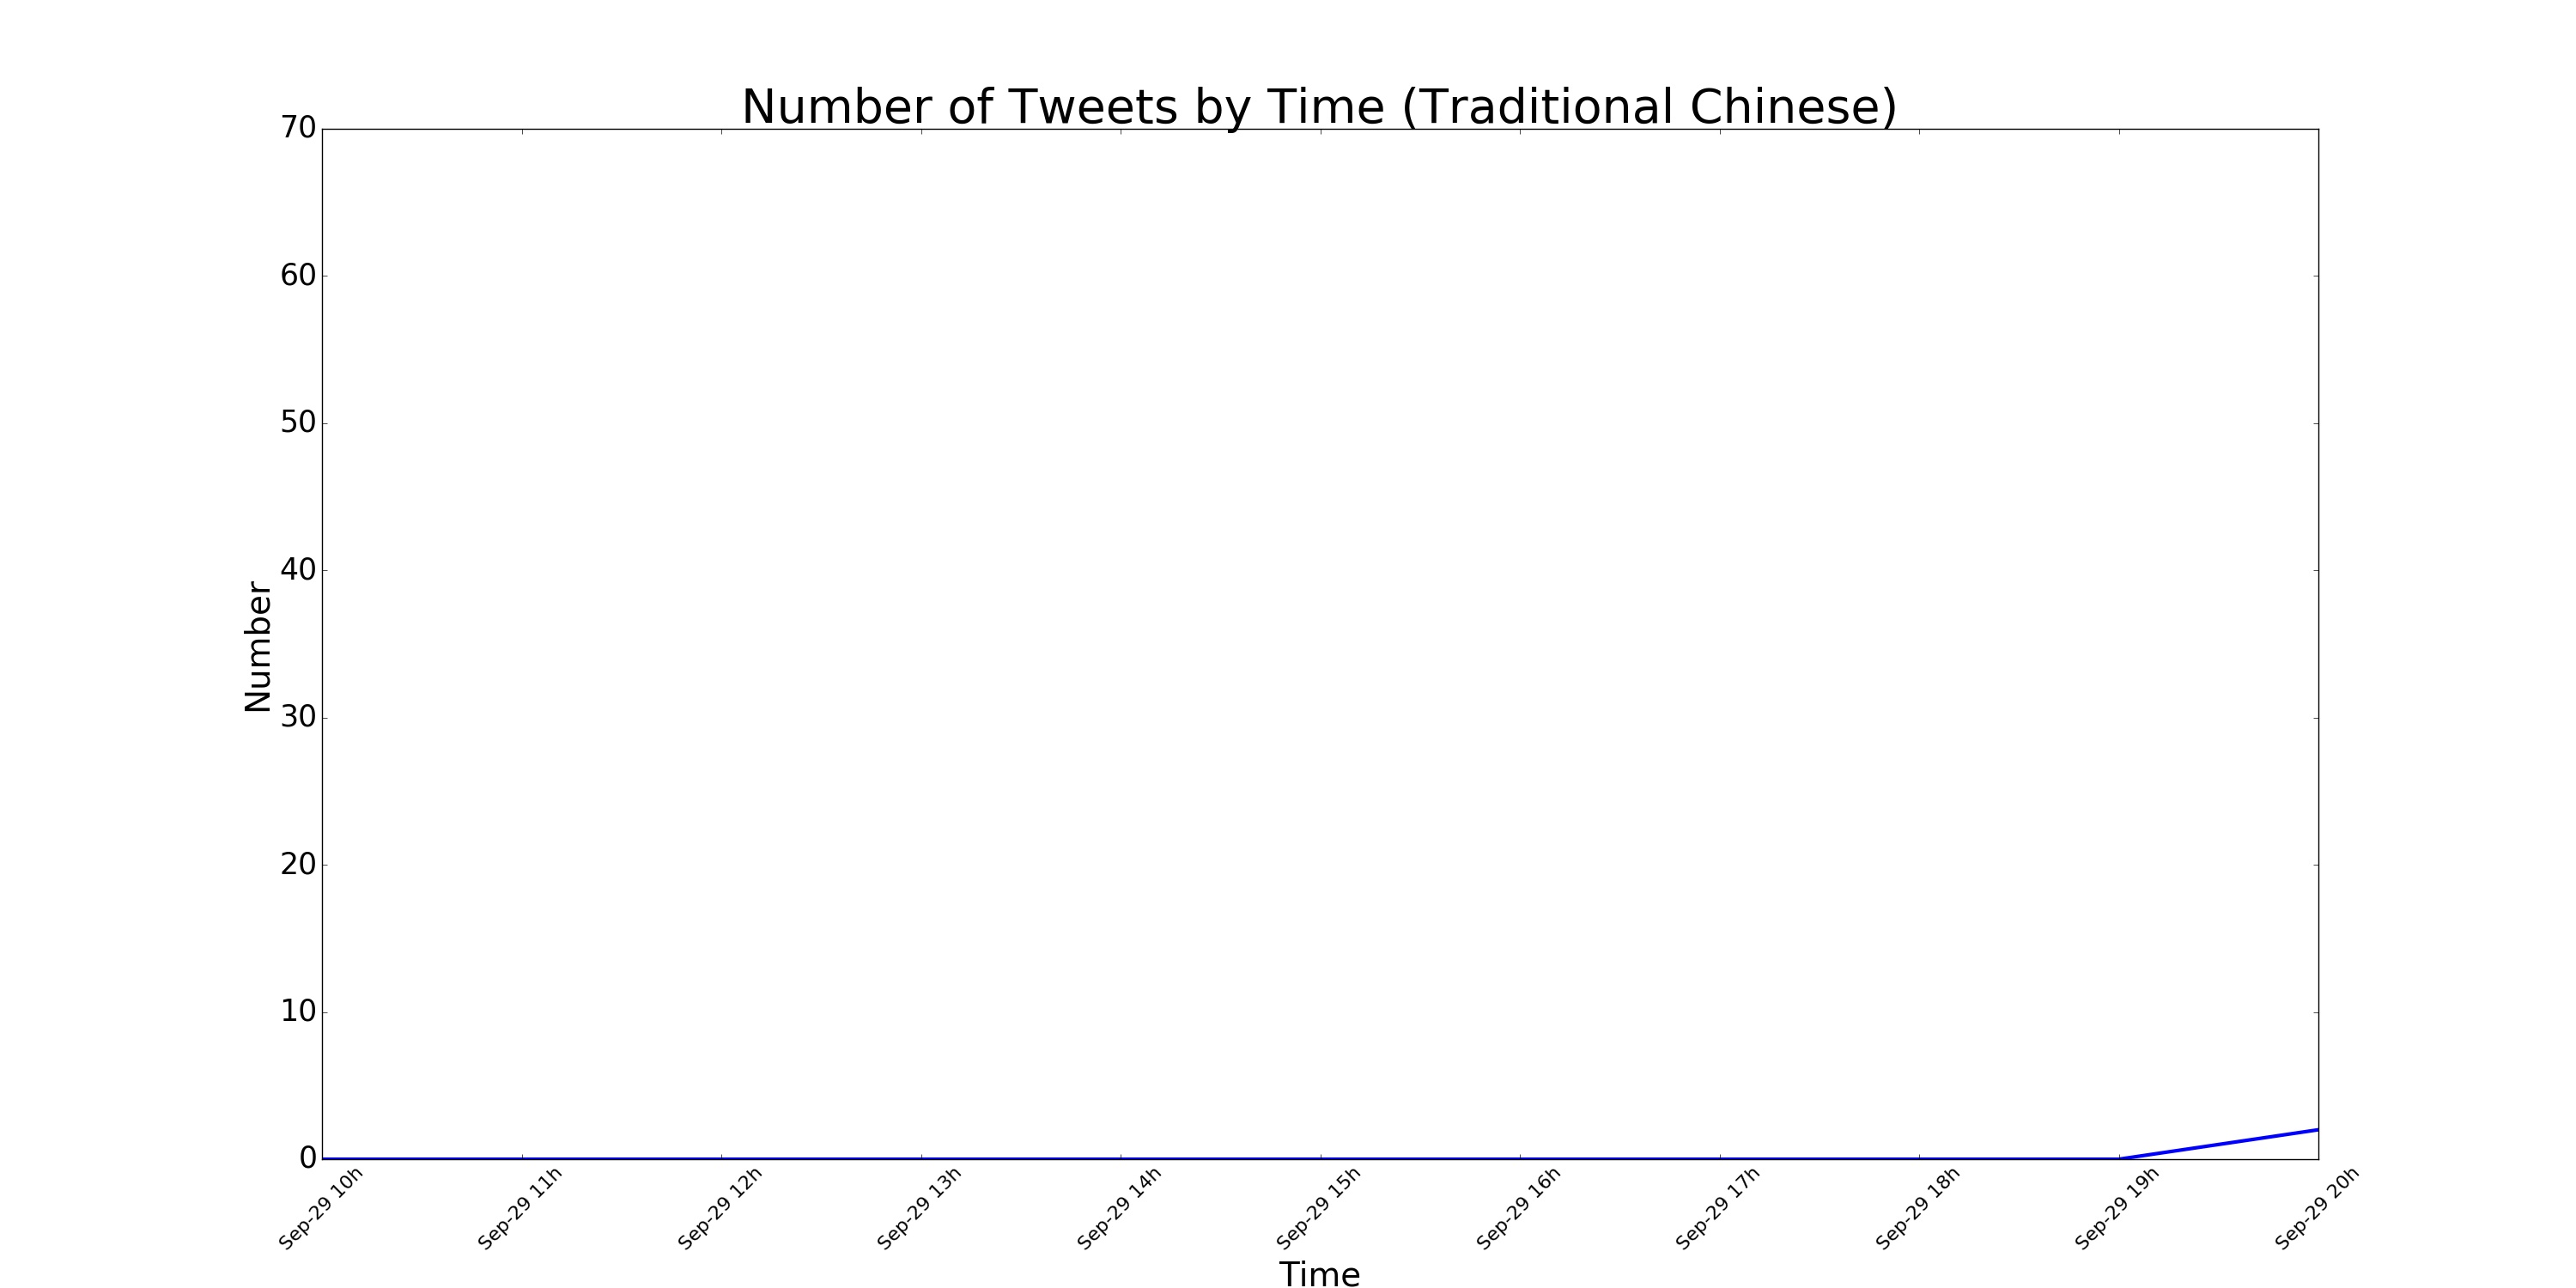 Number of Tweets by Time (Traditional Chinese)
70
60
50
40
30
20
10
0
Number
Sep-29 10h
Sep-29 11h
Sep-29 12h
Sep-29 13h
Sep-29 14h
Sep-29 15h
Sep-29 16h
Sep-29 17h
Sep-29 18h
Sep-29 19h
Sep-29 20h
Time